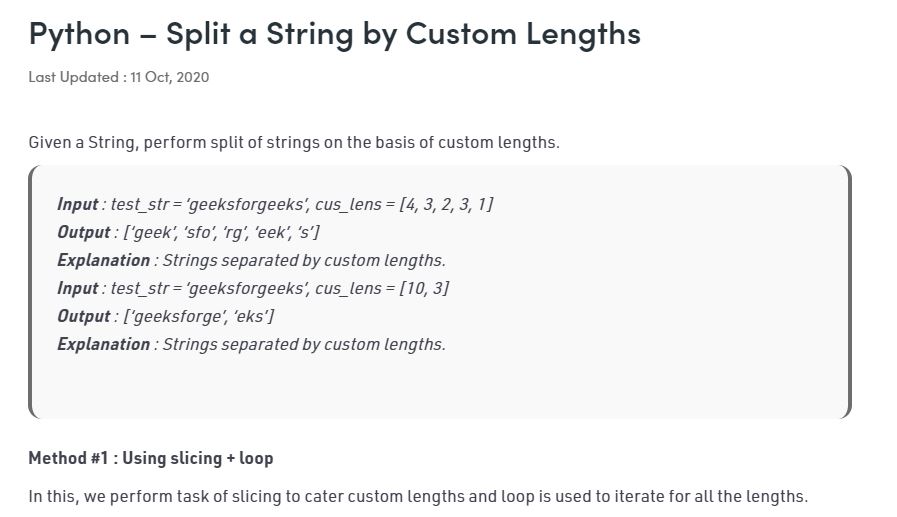 Python – Split a String by Custom Lengths
Last Updated : 11 Oct, 2020
Given a String, perform split of strings on the basis of custom lengths.
Input : test_str = ‘geeksforgeeks’, cus_lens = [4, 3, 2, 3, 1]
Output : [‘geek’, ‘sfo’, ‘rg’, ‘eek’, ‘s’]
Explanation : Strings separated by custom lengths.
Input : test_str = ‘geeksforgeeks’, cus_lens = [10, 3]
Output : [‘geeksforge’, ‘eks’]
Explanation : Strings separated by custom lengths.
Method #1 : Using slicing + loop
In this, we perform task of slicing to cater custom lengths and loop is used to iterate for all the lengths.